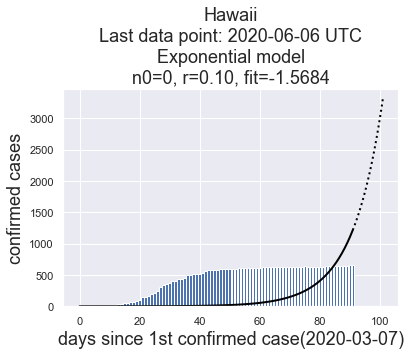 Hawaii
Last data point: 2020-06-06 UTC
Exponential model
n0=0, r=0.10, fit=-1.5684
confirmed cases
3000
2500
2000
1500
1000
500
0
0 20 40 60 80 100
days since 1st confirmed case(2020-03-07)